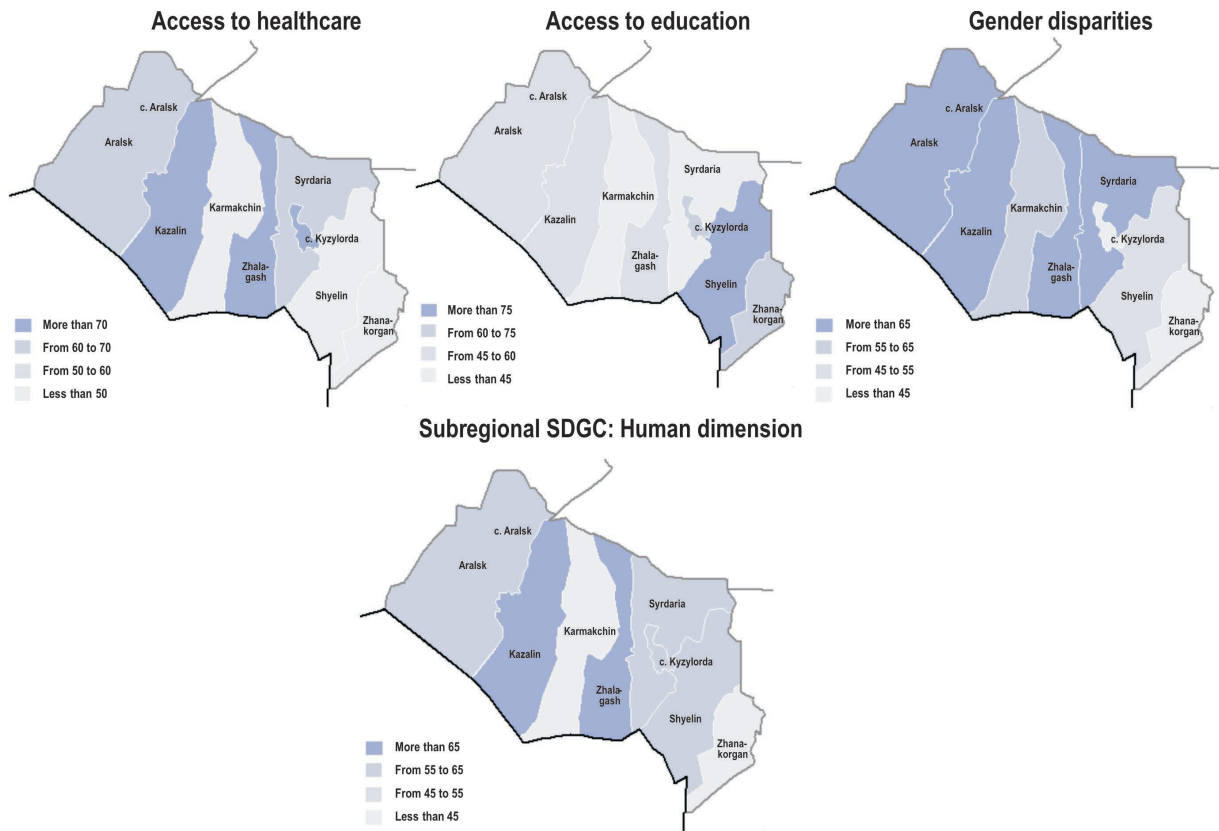 Access to healthcare
c. Aralsk
Aralsk
Syrdaria
Karmakchin
Kazalin
c. Kyzylorda
Zhala-
gash
Shyelin
Zhana-
korgan
More than 70
From 60 to 70
From 50 to 60
Less than 50
Access to education
c. Aralsk
Aralsk
Syrdaria
Karmakchin
Kazalin
c. Kyzylorda
Zhala-
gash
Shyelin
Zhana-
korgan
More than 75
From 60 to 75
From 45 to 60
Less than 45
Gender disparities
c. Aralsk
Aralsk
Syrdaria
Karmakchin
Kazalin
c. Kyzylorda
Zhala-
gash
Shyelin
Zhana-
korgan
More than 65
From 55 to 65
From 45 to 55
Less than 45
Subregional SDGC: Human dimension
c. Aralsk
Aralsk
Syrdaria
Karmakchin
Kazalin
c. Kyzylorda
Zhala-
gash
Shyelin
Zhana-
korgan
More than 65
From 55 to 65
From 45 to 55
Less than 45